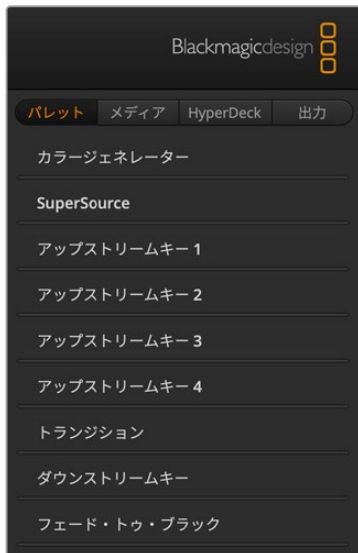 Blackmagicdesign
パレット メディア HyperDeck 出力
カラージェネレーター
SuperSource
アップストリームキー 1
アップストリームキー 2
アップストリームキー 3
アップストリームキー 4
トランジション
ダウンストリームキー
フェード・トゥ・ブラック